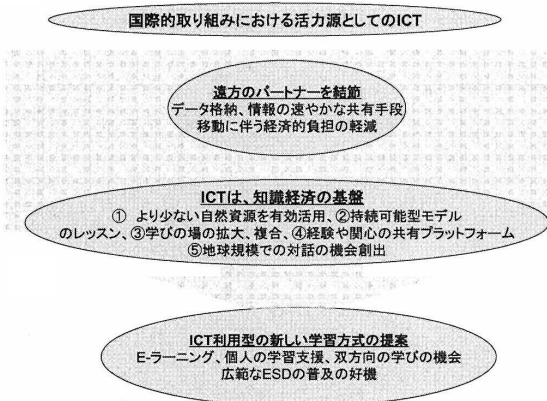 国際的取り組みにおける活力源としてのICT
遠方のパートナーを結節
データ格納、情報の速やかな共有手段
移動に伴う経済的負担の軽減
ICTは、知識経済の基盤
① より少ない自然資源を有効活用、②持続可能型モデル
のレッスン、③学びの場の拡大、複合、④経験や関心の共有プラットフォーム
⑤地球規模での対話の機会創出
ICT利用型の新しい学習方式の提案
E-ラーニング、個人の学習支援、双方向の学びの機会
広範なESDの普及の好機